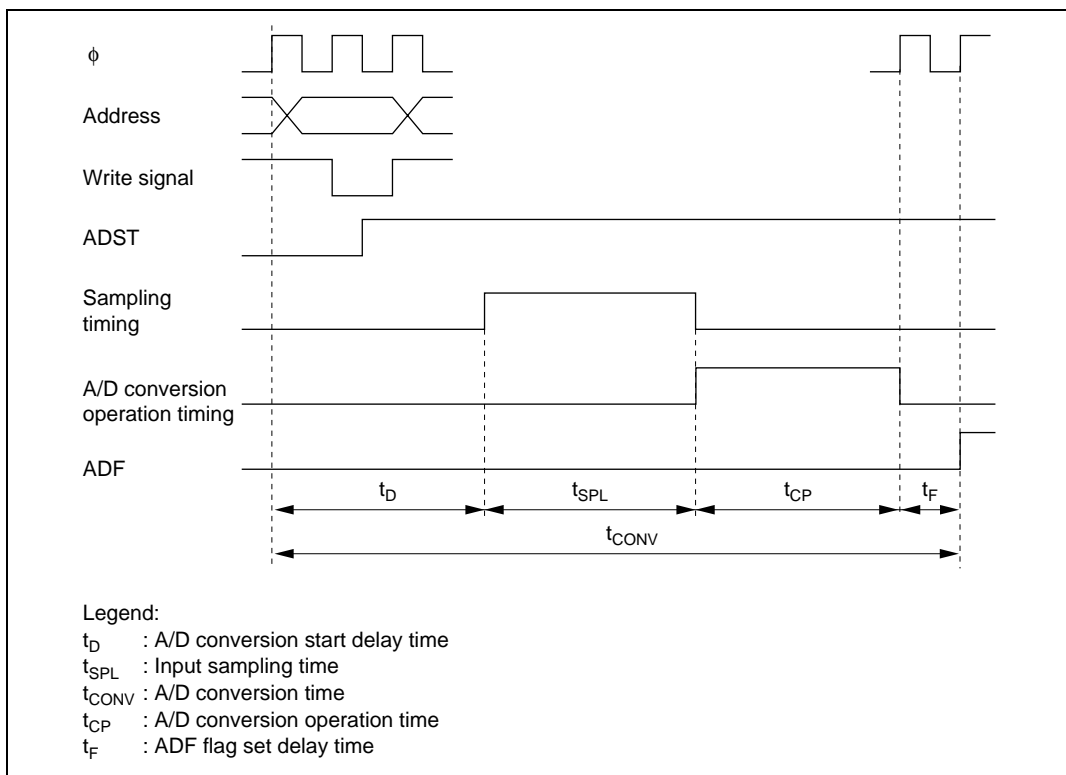 ϕ
Address
Write signal
ADST
Sampling
timing
A/D conversion
operation timing
ADF
tD tSPL tCP tF
tCONV
Legend:
tD : A/D conversion start delay time
tSPL : Input sampling time
tCONV : A/D conversion time
tCP : A/D conversion operation time
tF : ADF flag set delay time